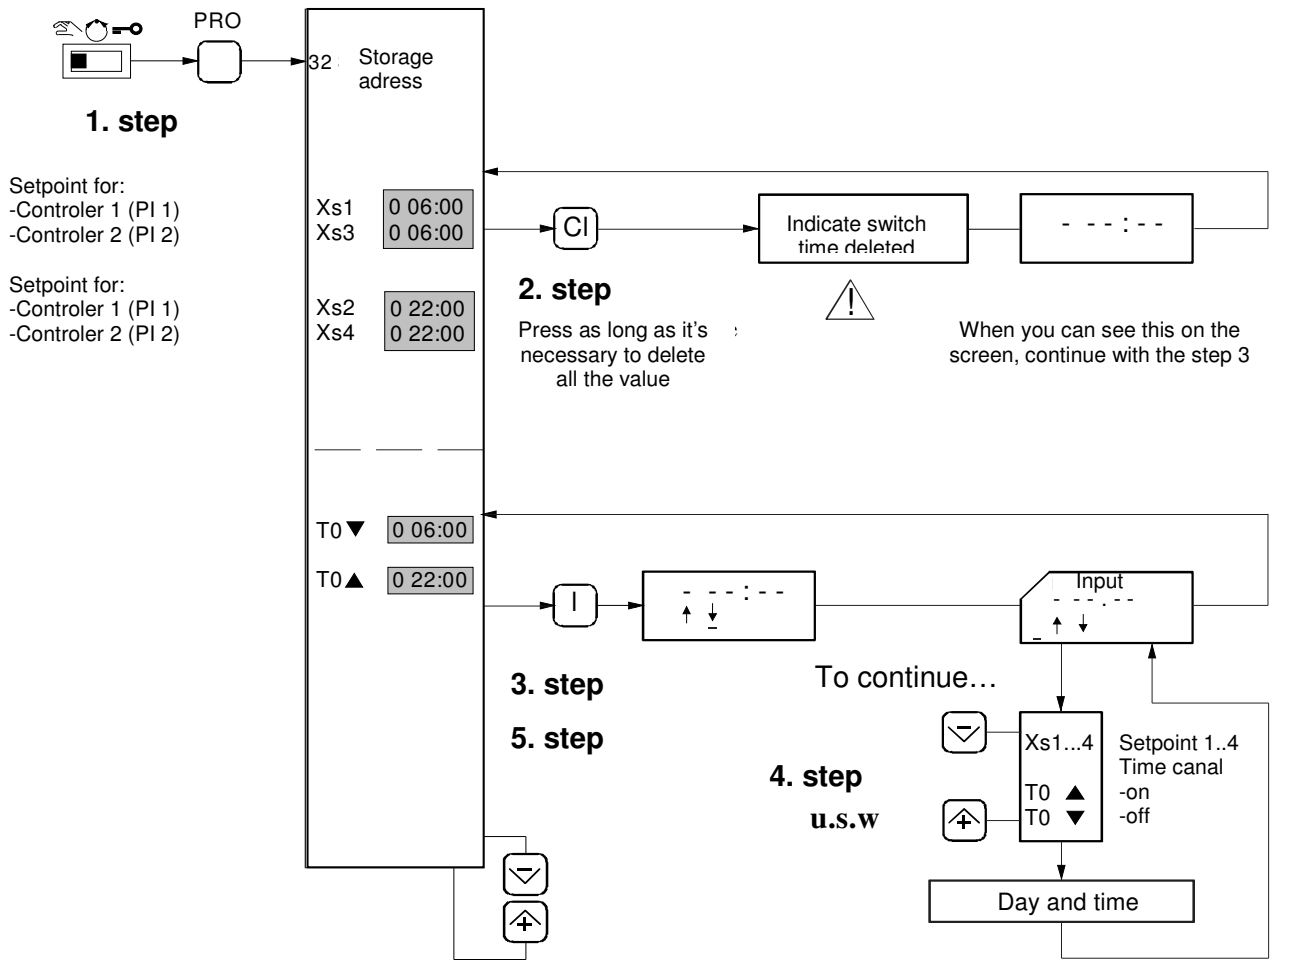 PRO
32
Storage
adress
1. step
Setpoint for:
-Controler 1 (PI 1)
-Controler 2 (PI 2)
Xs1 0 06:00
Xs3 0 06:00
CI
Indicate switch
time deleted
- --:--
2. step
Setpoint for:
-Controler 1 (PI 1)
-Controler 2 (PI 2)
Xs2 0 22:00
Xs4 0 22:00
Press as long as it's
necessary to delete
all the value
When you can see this on the
screen, continue with the step 3
T0 ▼ 0 06:00
T0 ▲ 0 22:00
I
- --:--
Input
- --.--
3. step
To continue...
5. step
Xs1...4
T0 ▲
T0 ▼
Setpoint 1..4
Time canal
-on
-off
4. step
u.s.w
Day and time